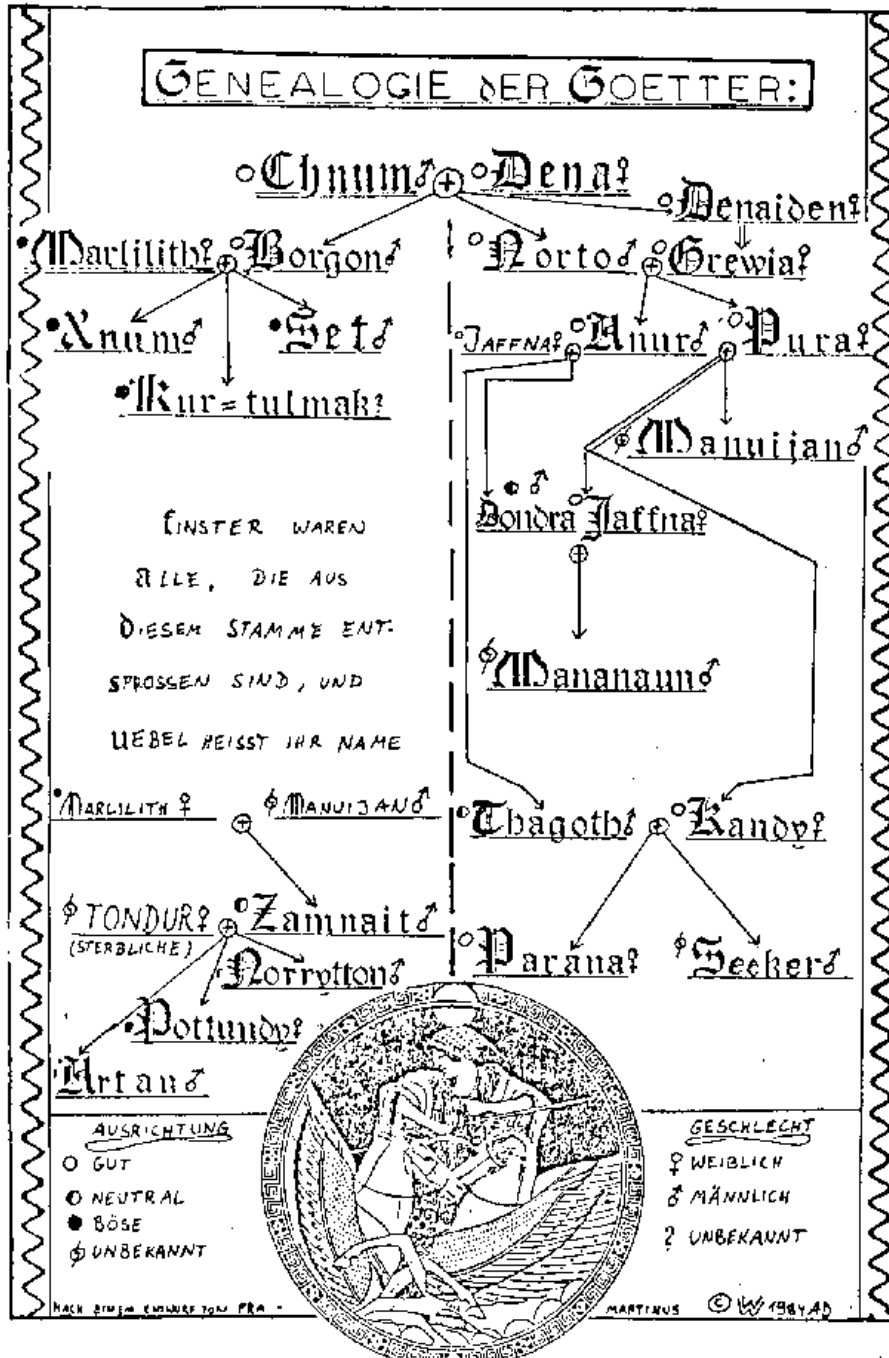 GENEALOGIE DER GOETTER:
Chnum♂ ⊕ Dena♀
Denaiden♀
Marlilith♀ ⊕ Borgon♂
Norto♂ ⊕ Grewia♀
Xnum♂
Set♂
Kur=tulmak?
JAFFNA♀ ⊕ Anur♂
Pura♀
Manuijan♂
Dondra♂ Jaffna♀
Mananaun♂
FINSTER WAREN
ALLE, DIE AUS
DIESEM STAMME ENT-
SPROSSEN SIND, UND
UEBEL HEISST IHR NAME
MARLILITH ♀ ⊕ MANUIJAN♂
Thagoth♂ ⊕ Kandy♀
TONDUR♀ ⊕ Zamnait♂
(STERBLICHE)
Norrytton♂
Parana♀
Seeker♂
Pottundy♀
Artan♂
AUSRICHTUNG
○ GUT
◐ NEUTRAL
● BÖSE
ϕ UNBEKANNT
GESCHLECHT
♀ WEIBLICH
♂ MÄNNLICH
? UNBEKANNT
NACH EINEM ENTWURF VON FRA-
MARTINUS © W 1984 AD